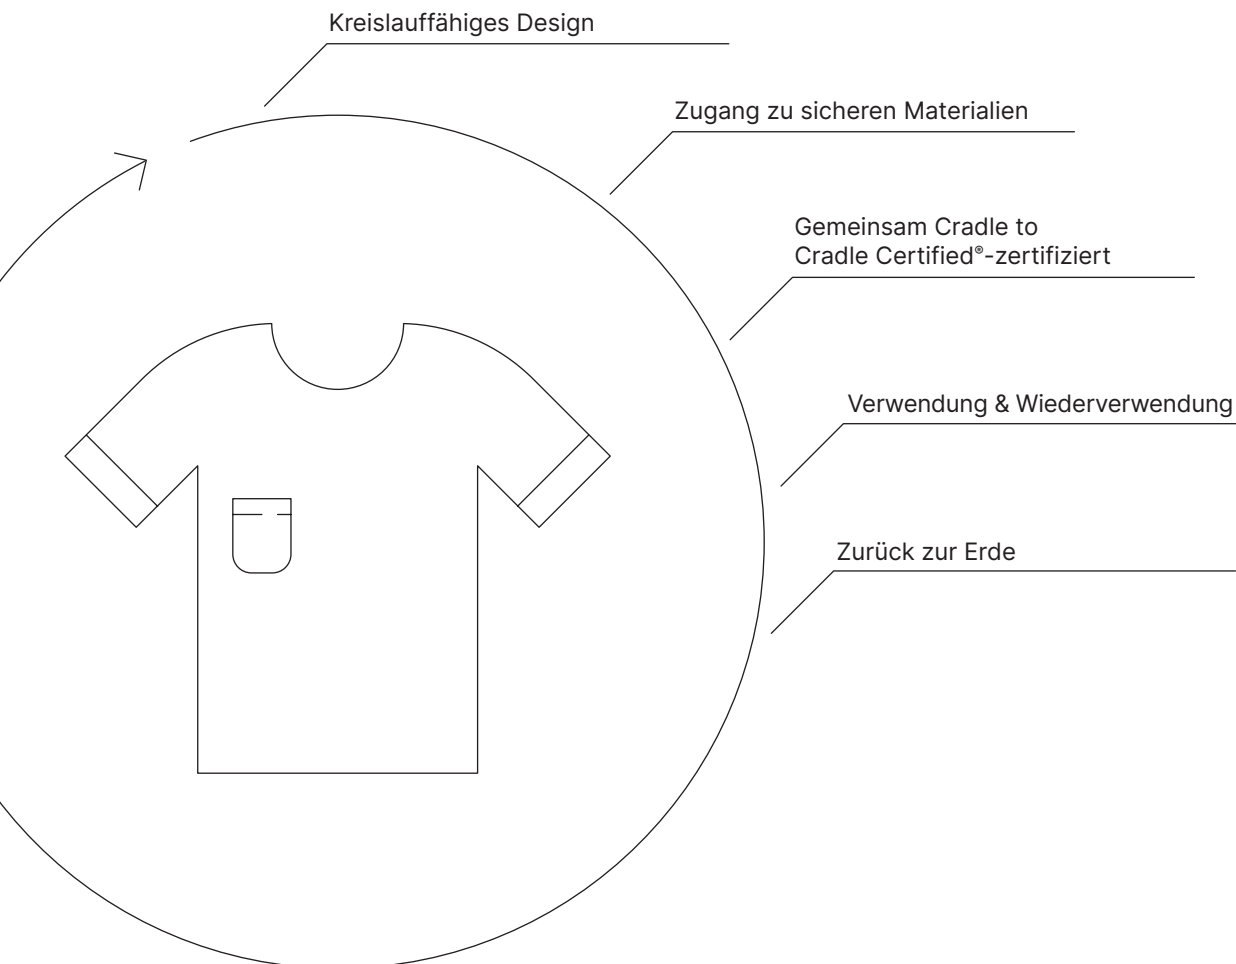 Kreislauffähiges Design
Zugang zu sicheren Materialien
Gemeinsam Cradle to
Cradle Certified®-zertifiziert
Verwendung & Wiederverwendung
Zurück zur Erde